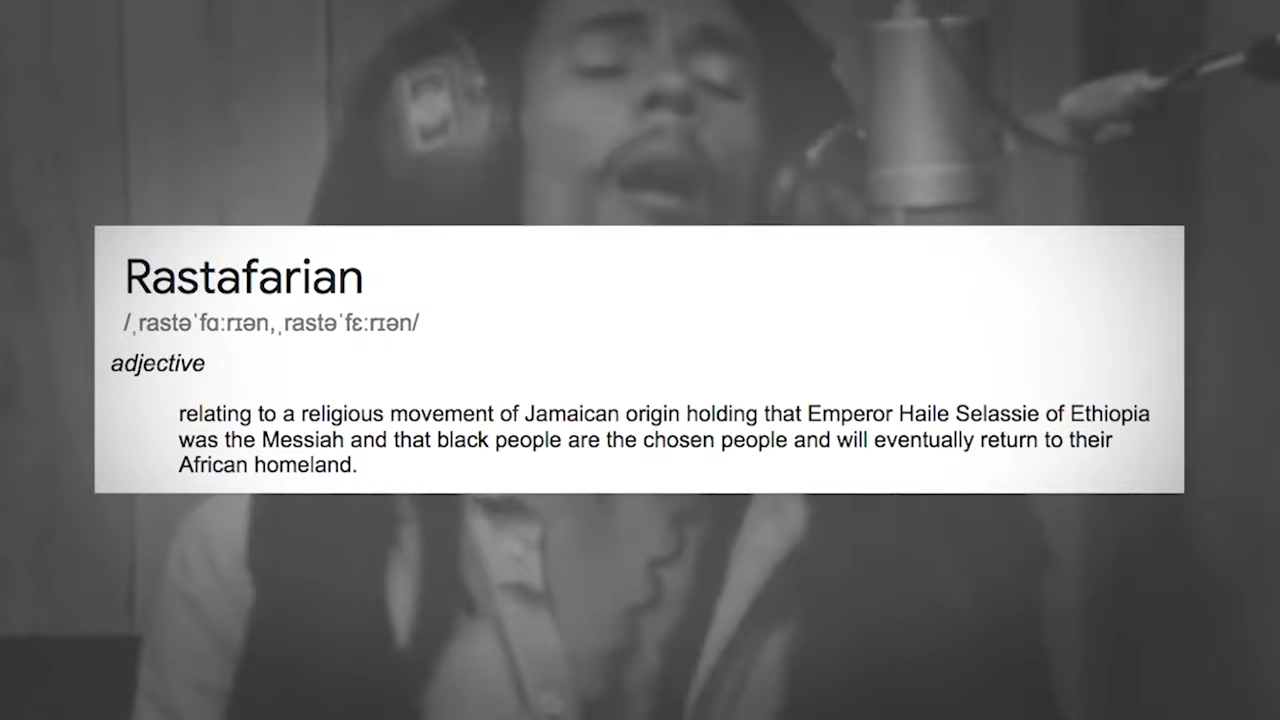 Rastafarian
/ˌrastəˈfɑːrɪən,ˌrastəˈfɛːrɪən/
adjective
relating to a religious movement of Jamaican origin holding that Emperor Haile Selassie of Ethiopia
was the Messiah and that black people are the chosen people and will eventually return to their
African homeland.